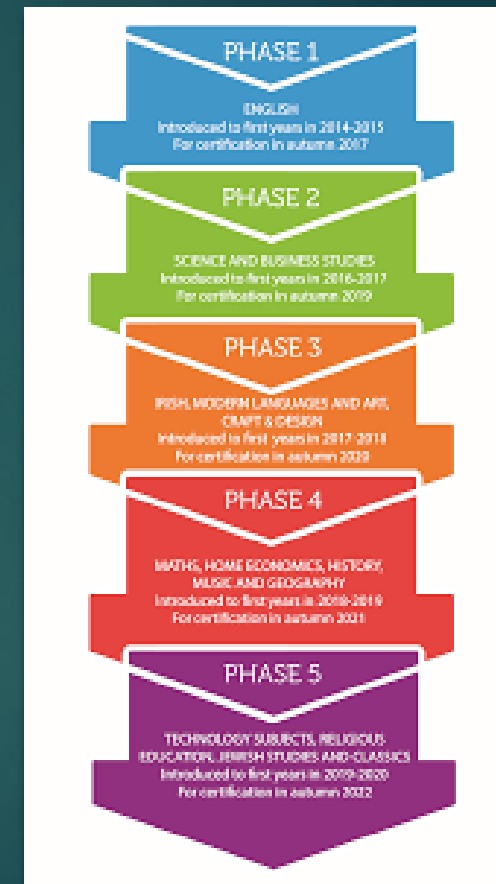 PHASE 1
ENGLISH
Introduced to first years in 2014-2015
For certification in autumn 2017
PHASE 2
SCIENCE AND BUSINESS STUDIES
Introduced to first years in 2016-2017
For certification in autumn 2019
PHASE 3
IRISH, MODERN LANGUAGES AND ART,
CRAFT & DESIGN
Introduced to first years in 2017-2018
For certification in autumn 2020
PHASE 4
MATHS, HOME ECONOMICS, HISTORY,
MUSIC AND GEOGRAPHY
Introduced to first years in 2018-2019
For certification in autumn 2021
PHASE 5
TECHNOLOGY SUBJECTS, RELIGIOUS
EDUCATION, JEWISH STUDIES AND CLASSICS
Introduced to first years in 2019-2020
For certification in autumn 2022